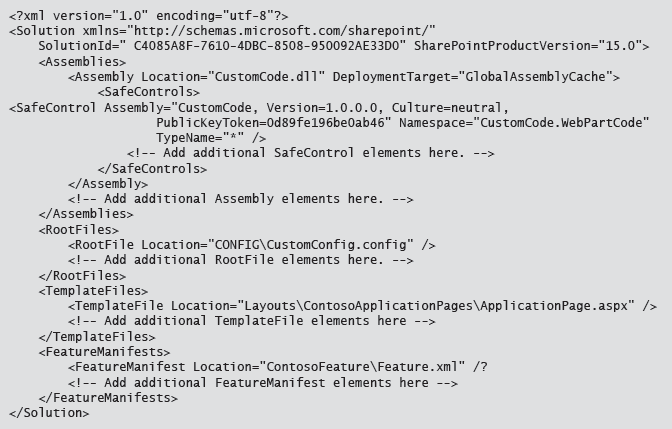 <?xml version="1.0" encoding="utf-8"?>
<Solution xmlns="http://schemas.microsoft.com/sharepoint/"
SolutionId=" C4085A8F-7610-4DBC-8508-950092AE33D0" SharePointProductVersion="15.0">
<Assemblies>
<Assembly Location="CustomCode.dll" DeploymentTarget="GlobalAssemblyCache">
<SafeControls>
<SafeControl Assembly="CustomCode, Version=1.0.0.0, Culture=neutral,
PublicKeyToken=0d89fe196be0ab46" Namespace="CustomCode.WebPartCode"
TypeName="*" />
<!-- Add additional SafeControl elements here. -->
</SafeControls>
</Assembly>
<!-- Add additional Assembly elements here. -->
</Assemblies>
<RootFiles>
<RootFile Location="CONFIG\CustomConfig.config" />
<!-- Add additional RootFile elements here. -->
</RootFiles>
<TemplateFiles>
<TemplateFile Location="Layouts\ContosoApplicationPages\ApplicationPage.aspx" />
<!-- Add additional TemplateFile elements here -->
</TemplateFiles>
<FeatureManifests>
<FeatureManifest Location="ContosoFeature\Feature.xml" /?
<!-- Add additional FeatureManifest elements here -->
</FeatureManifests>
</Solution>